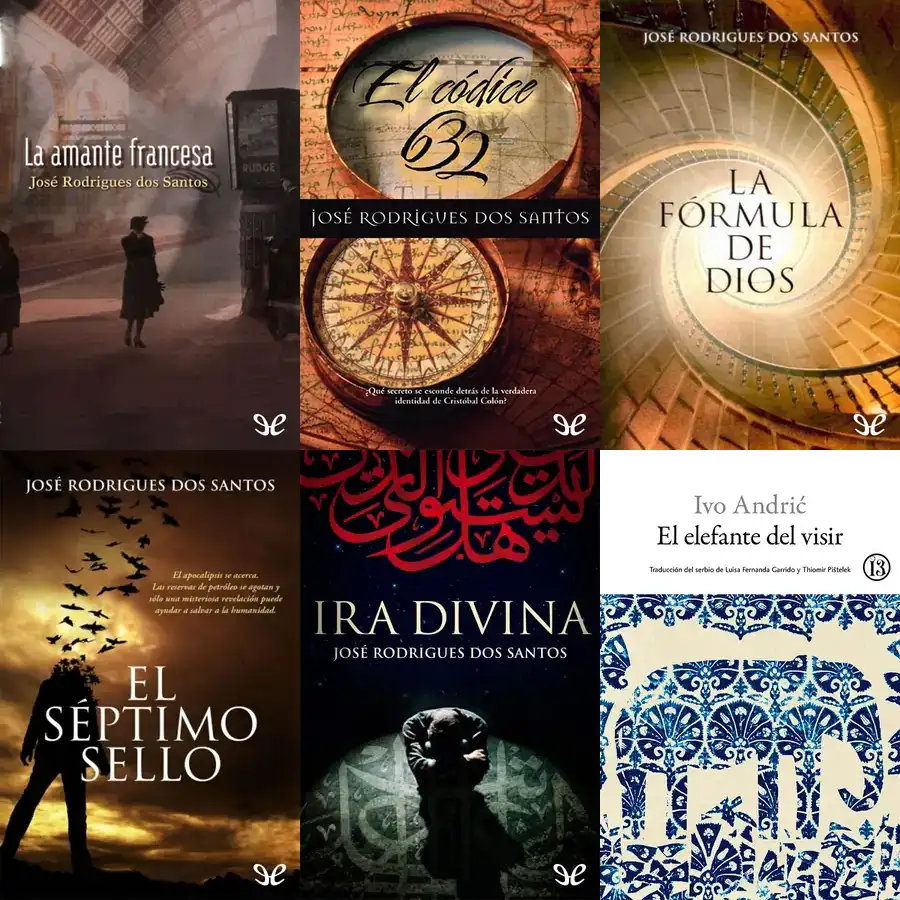 La amante francesa
José Rodrigues dos Santos
RUDGE
El códice
632
JOSÉ RODRIGUES DOS SANTOS
¿Qué secreto se esconde detrás de la verdadera
identidad de Cristóbal Colón?
JOSÉ RODRIGUES DOS SANTOS
LA
FÓRMULA
DE
DIOS
JOSÉ RODRIGUES DOS SANTOS
El apocalipsis se acerca.
Las reservas de petróleo se agotan y
sólo una misteriosa revelación puede
ayudar a salvar a la humanidad.
EL
SÉPTIMO
SELLO
IRA DIVINA
JOSÉ RODRIGUES DOS SANTOS
Ivo Andrić
El elefante del visir
Traducción del serbio de Luisa Fernanda Garrido y Tihomir Pištelek
13